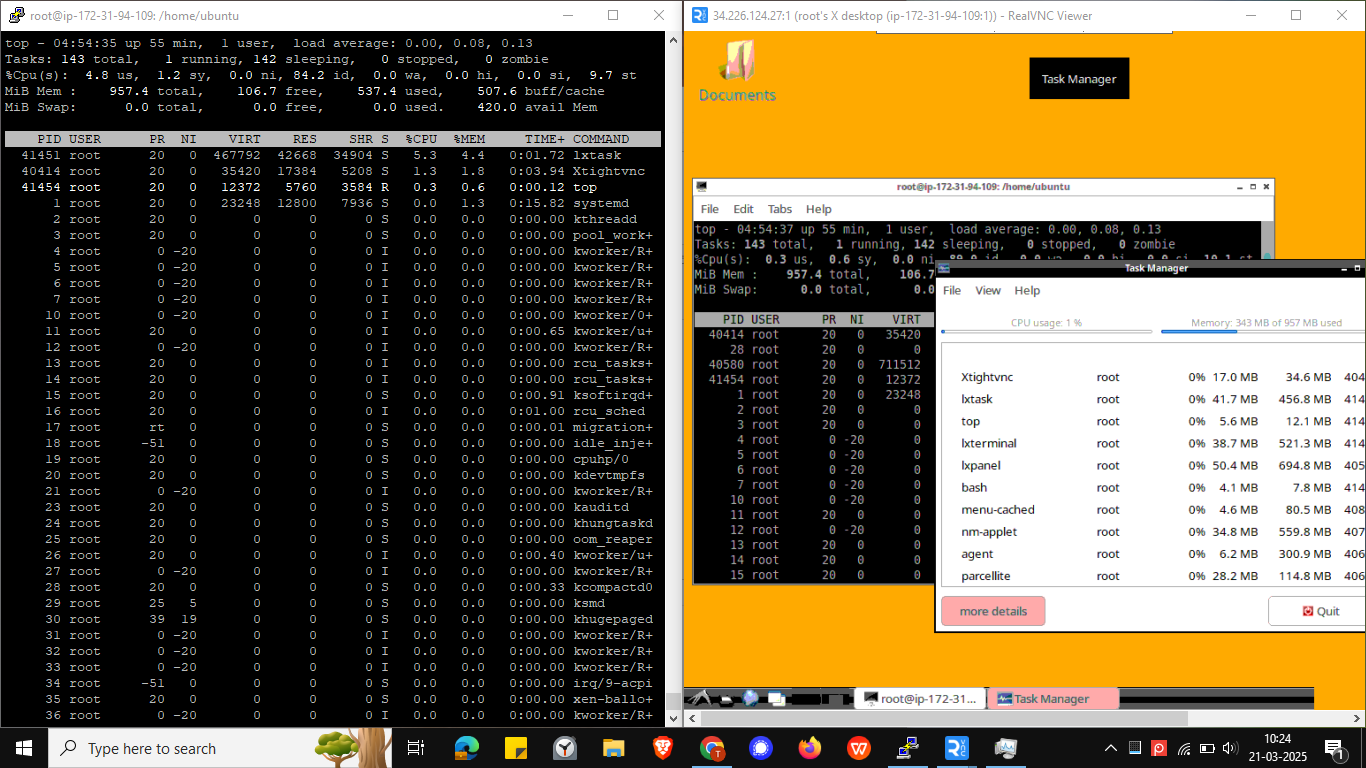 root@ip-172-31-94-109: /home/ubuntu
top - 04:54:35 up 55 min,  1 user,  load average: 0.00, 0.08, 0.13
Tasks: 143 total,   1 running, 142 sleeping,   0 stopped,   0 zombie
%Cpu(s):  4.8 us,  1.2 sy,  0.0 ni, 84.2 id,  0.0 wa,  0.0 hi,  0.0 si,  9.7 st
MiB Mem :    957.4 total,    106.7 free,    537.4 used,    507.6 buff/cache
MiB Swap:      0.0 total,      0.0 free,      0.0 used.    420.0 avail Mem
PID USER      PR  NI    VIRT    RES    SHR S  %CPU  %MEM     TIME+ COMMAND
41451 root      20   0  467792  42668  34904 S   5.3   4.4   0:01.72 lxtask
40414 root      20   0   35420  17384   5208 S   1.3   1.8   0:03.94 Xtightvnc
41454 root      20   0   12372   5760   3584 R   0.3   0.6   0:00.12 top
1 root      20   0   23248  12800   7936 S   0.0   1.3   0:15.82 systemd
2 root      20   0       0      0      0 S   0.0   0.0   0:00.00 kthreadd
3 root      20   0       0      0      0 S   0.0   0.0   0:00.00 pool_work+
4 root       0 -20       0      0      0 I   0.0   0.0   0:00.00 kworker/R+
5 root       0 -20       0      0      0 I   0.0   0.0   0:00.00 kworker/R+
6 root       0 -20       0      0      0 I   0.0   0.0   0:00.00 kworker/R+
7 root       0 -20       0      0      0 I   0.0   0.0   0:00.00 kworker/R+
10 root       0 -20       0      0      0 I   0.0   0.0   0:00.00 kworker/0+
11 root      20   0       0      0      0 I   0.0   0.0   0:00.65 kworker/u+
12 root       0 -20       0      0      0 I   0.0   0.0   0:00.00 kworker/R+
13 root      20   0       0      0      0 I   0.0   0.0   0:00.00 rcu_tasks+
14 root      20   0       0      0      0 I   0.0   0.0   0:00.00 rcu_tasks+
15 root      20   0       0      0      0 S   0.0   0.0   0:00.91 ksoftirqd+
16 root      20   0       0      0      0 I   0.0   0.0   0:01.00 rcu_sched
17 root      rt   0       0      0      0 S   0.0   0.0   0:00.01 migration+
18 root     -51   0       0      0      0 S   0.0   0.0   0:00.00 idle_inje+
19 root      20   0       0      0      0 S   0.0   0.0   0:00.00 cpuhp/0
20 root      20   0       0      0      0 S   0.0   0.0   0:00.00 kdevtmpfs
21 root       0 -20       0      0      0 I   0.0   0.0   0:00.00 kworker/R+
23 root      20   0       0      0      0 S   0.0   0.0   0:00.00 kauditd
24 root      20   0       0      0      0 S   0.0   0.0   0:00.00 khungtaskd
25 root      20   0       0      0      0 S   0.0   0.0   0:00.00 oom_reaper
26 root      20   0       0      0      0 I   0.0   0.0   0:00.40 kworker/u+
27 root       0 -20       0      0      0 I   0.0   0.0   0:00.00 kworker/R+
28 root      20   0       0      0      0 S   0.0   0.0   0:00.33 kcompactd0
29 root      25   5       0      0      0 S   0.0   0.0   0:00.00 ksmd
30 root      39  19       0      0      0 S   0.0   0.0   0:00.00 khugepaged
31 root       0 -20       0      0      0 I   0.0   0.0   0:00.00 kworker/R+
32 root       0 -20       0      0      0 I   0.0   0.0   0:00.00 kworker/R+
33 root       0 -20       0      0      0 I   0.0   0.0   0:00.00 kworker/R+
34 root     -51   0       0      0      0 S   0.0   0.0   0:00.00 irq/9-acpi
35 root      20   0       0      0      0 S   0.0   0.0   0:00.00 xen-ballo+
36 root       0 -20       0      0      0 I   0.0   0.0   0:00.00 kworker/R+
34.226.124.27:1 (root's X desktop (ip-172-31-94-109:1)) - RealVNC Viewer
Documents
Task Manager
root@ip-172-31-94-109: /home/ubuntu
File Edit Tabs Help
top - 04:54:37 up 55 min,  1 user,  load average: 0.00, 0.08, 0.13
Tasks: 143 total,   1 running, 142 sleeping,   0 stopped,   0 zombie
%Cpu(s):  0.3 us,  0.6 sy,  0.0 ni, 89.0 id,  0.0 wa,  0.0 hi,  0.0 si, 10.1 st
MiB Mem :    957.4 total,    106.7
MiB Swap:      0.0 total,      0.0
PID USER      PR  NI    VIRT
40414 root      20   0   35420
28 root      20   0       0
40580 root      20   0  711512
41454 root      20   0   12372
1 root      20   0   23248
2 root      20   0       0
3 root      20   0       0
4 root       0 -20       0
5 root       0 -20       0
6 root       0 -20       0
7 root       0 -20       0
10 root       0 -20       0
11 root      20   0       0
12 root       0 -20       0
13 root      20   0       0
14 root      20   0       0
15 root      20   0       0
Task Manager
File View Help
CPU usage: 1 % Memory: 343 MB of 957 MB used
Xtightvnc root 0% 17.0 MB 34.6 MB 404
lxtask root 0% 41.7 MB 456.8 MB 414
top root 0% 5.6 MB 12.1 MB 414
lxterminal root 0% 38.7 MB 521.3 MB 414
lxpanel root 0% 50.4 MB 694.8 MB 405
bash root 0% 4.1 MB 7.8 MB 414
menu-cached root 0% 4.6 MB 80.5 MB 408
nm-applet root 0% 34.8 MB 559.8 MB 407
agent root 0% 6.2 MB 300.9 MB 406
parcellite root 0% 28.2 MB 114.8 MB 406
more details Quit
root@ip-172-31... Task Manager
Type here to search
10:24
21-03-2025
1